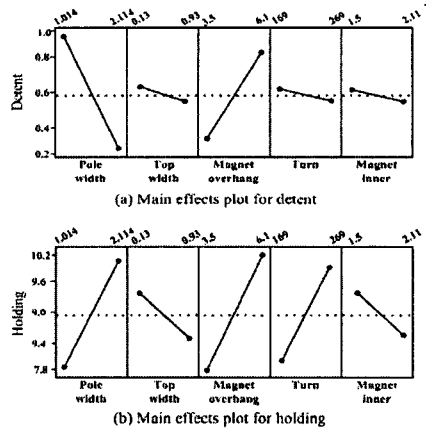 1.014 2.114 0.13 0.93 3.5 6.1 169 269 1.5 2.11
1.0
0.8
0.6
0.4
0.2
Detent
Pole width
Top width
Magnet overhang
Turn
Magnet inner
(a) Main effects plot for detent
1.014 2.114 0.13 0.93 3.5 6.1 169 269 1.5 2.11
10.2
9.6
9.0
8.4
7.8
Holding
Pole width
Top width
Magnet overhang
Turn
Magnet inner
(b) Main effects plot for holding